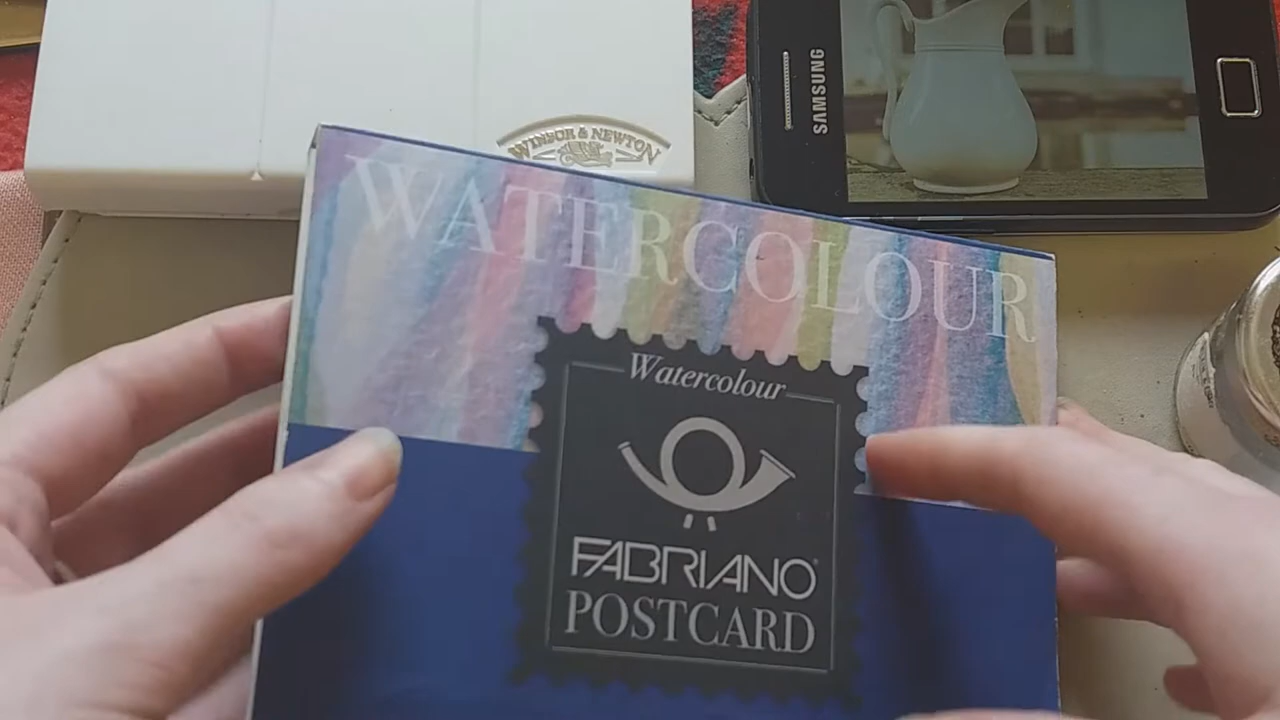 WINSOR & NEWTON
SAMSUNG
WATERCOLOUR
Watercolour
FABRIANO
POSTCARD